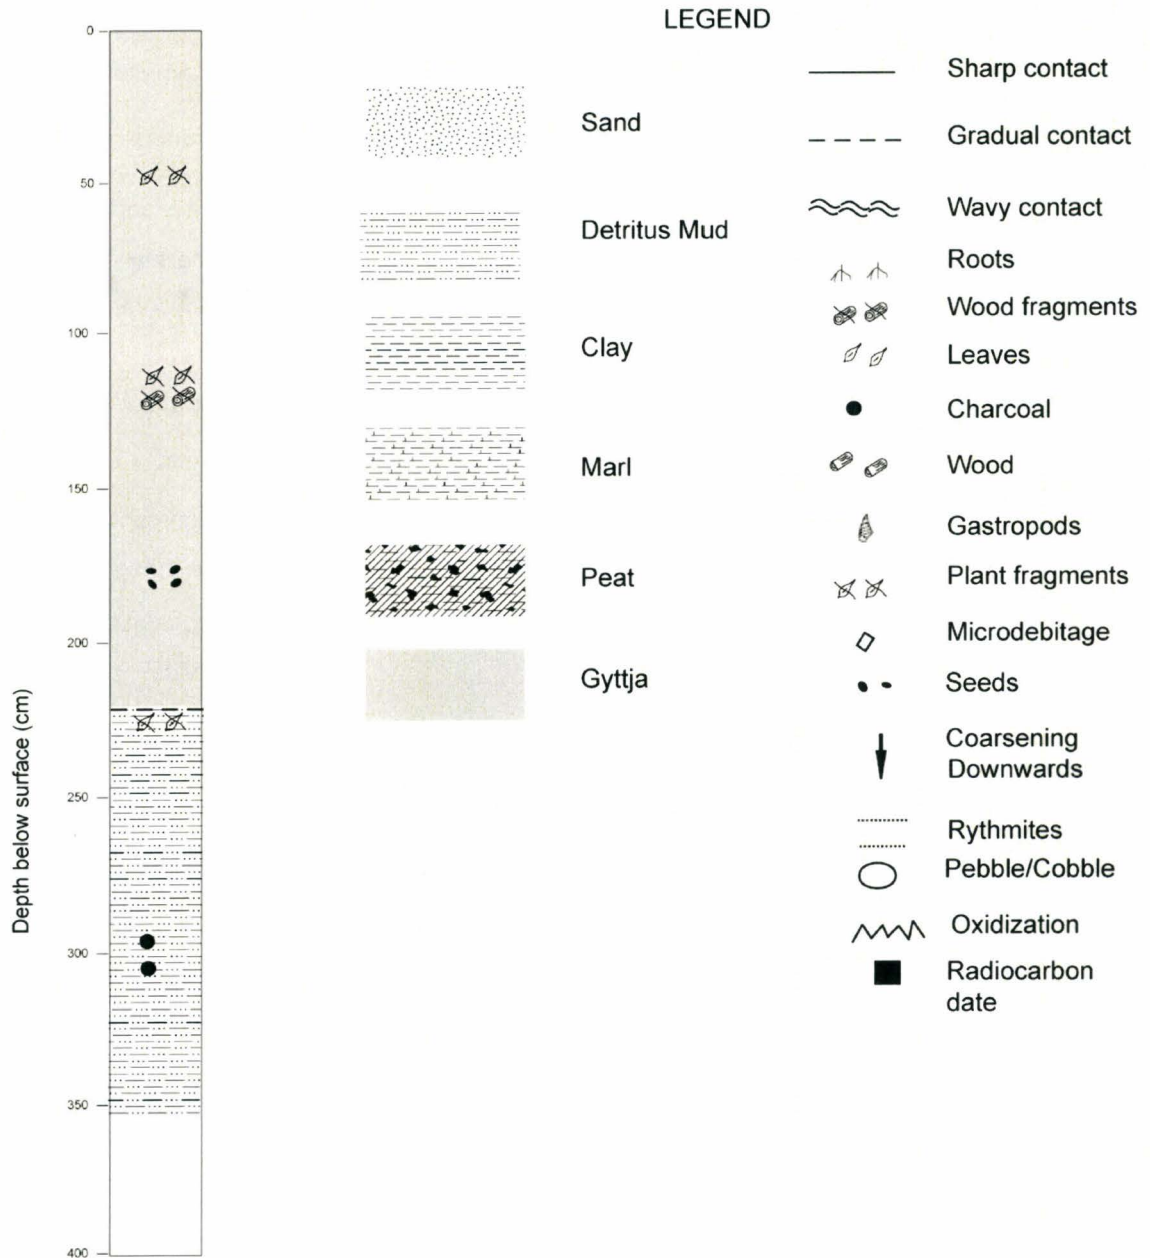 LEGEND
0
50
100
150
200
250
300
350
400
Depth below surface (cm)
Sand
Detritus Mud
Clay
Marl
Peat
Gyttja
Sharp contact
Gradual contact
Wavy contact
Roots
Wood fragments
Leaves
Charcoal
Wood
Gastropods
Plant fragments
Microdebitage
Seeds
Coarsening
Downwards
Rythmites
Pebble/Cobble
Oxidization
Radiocarbon
date